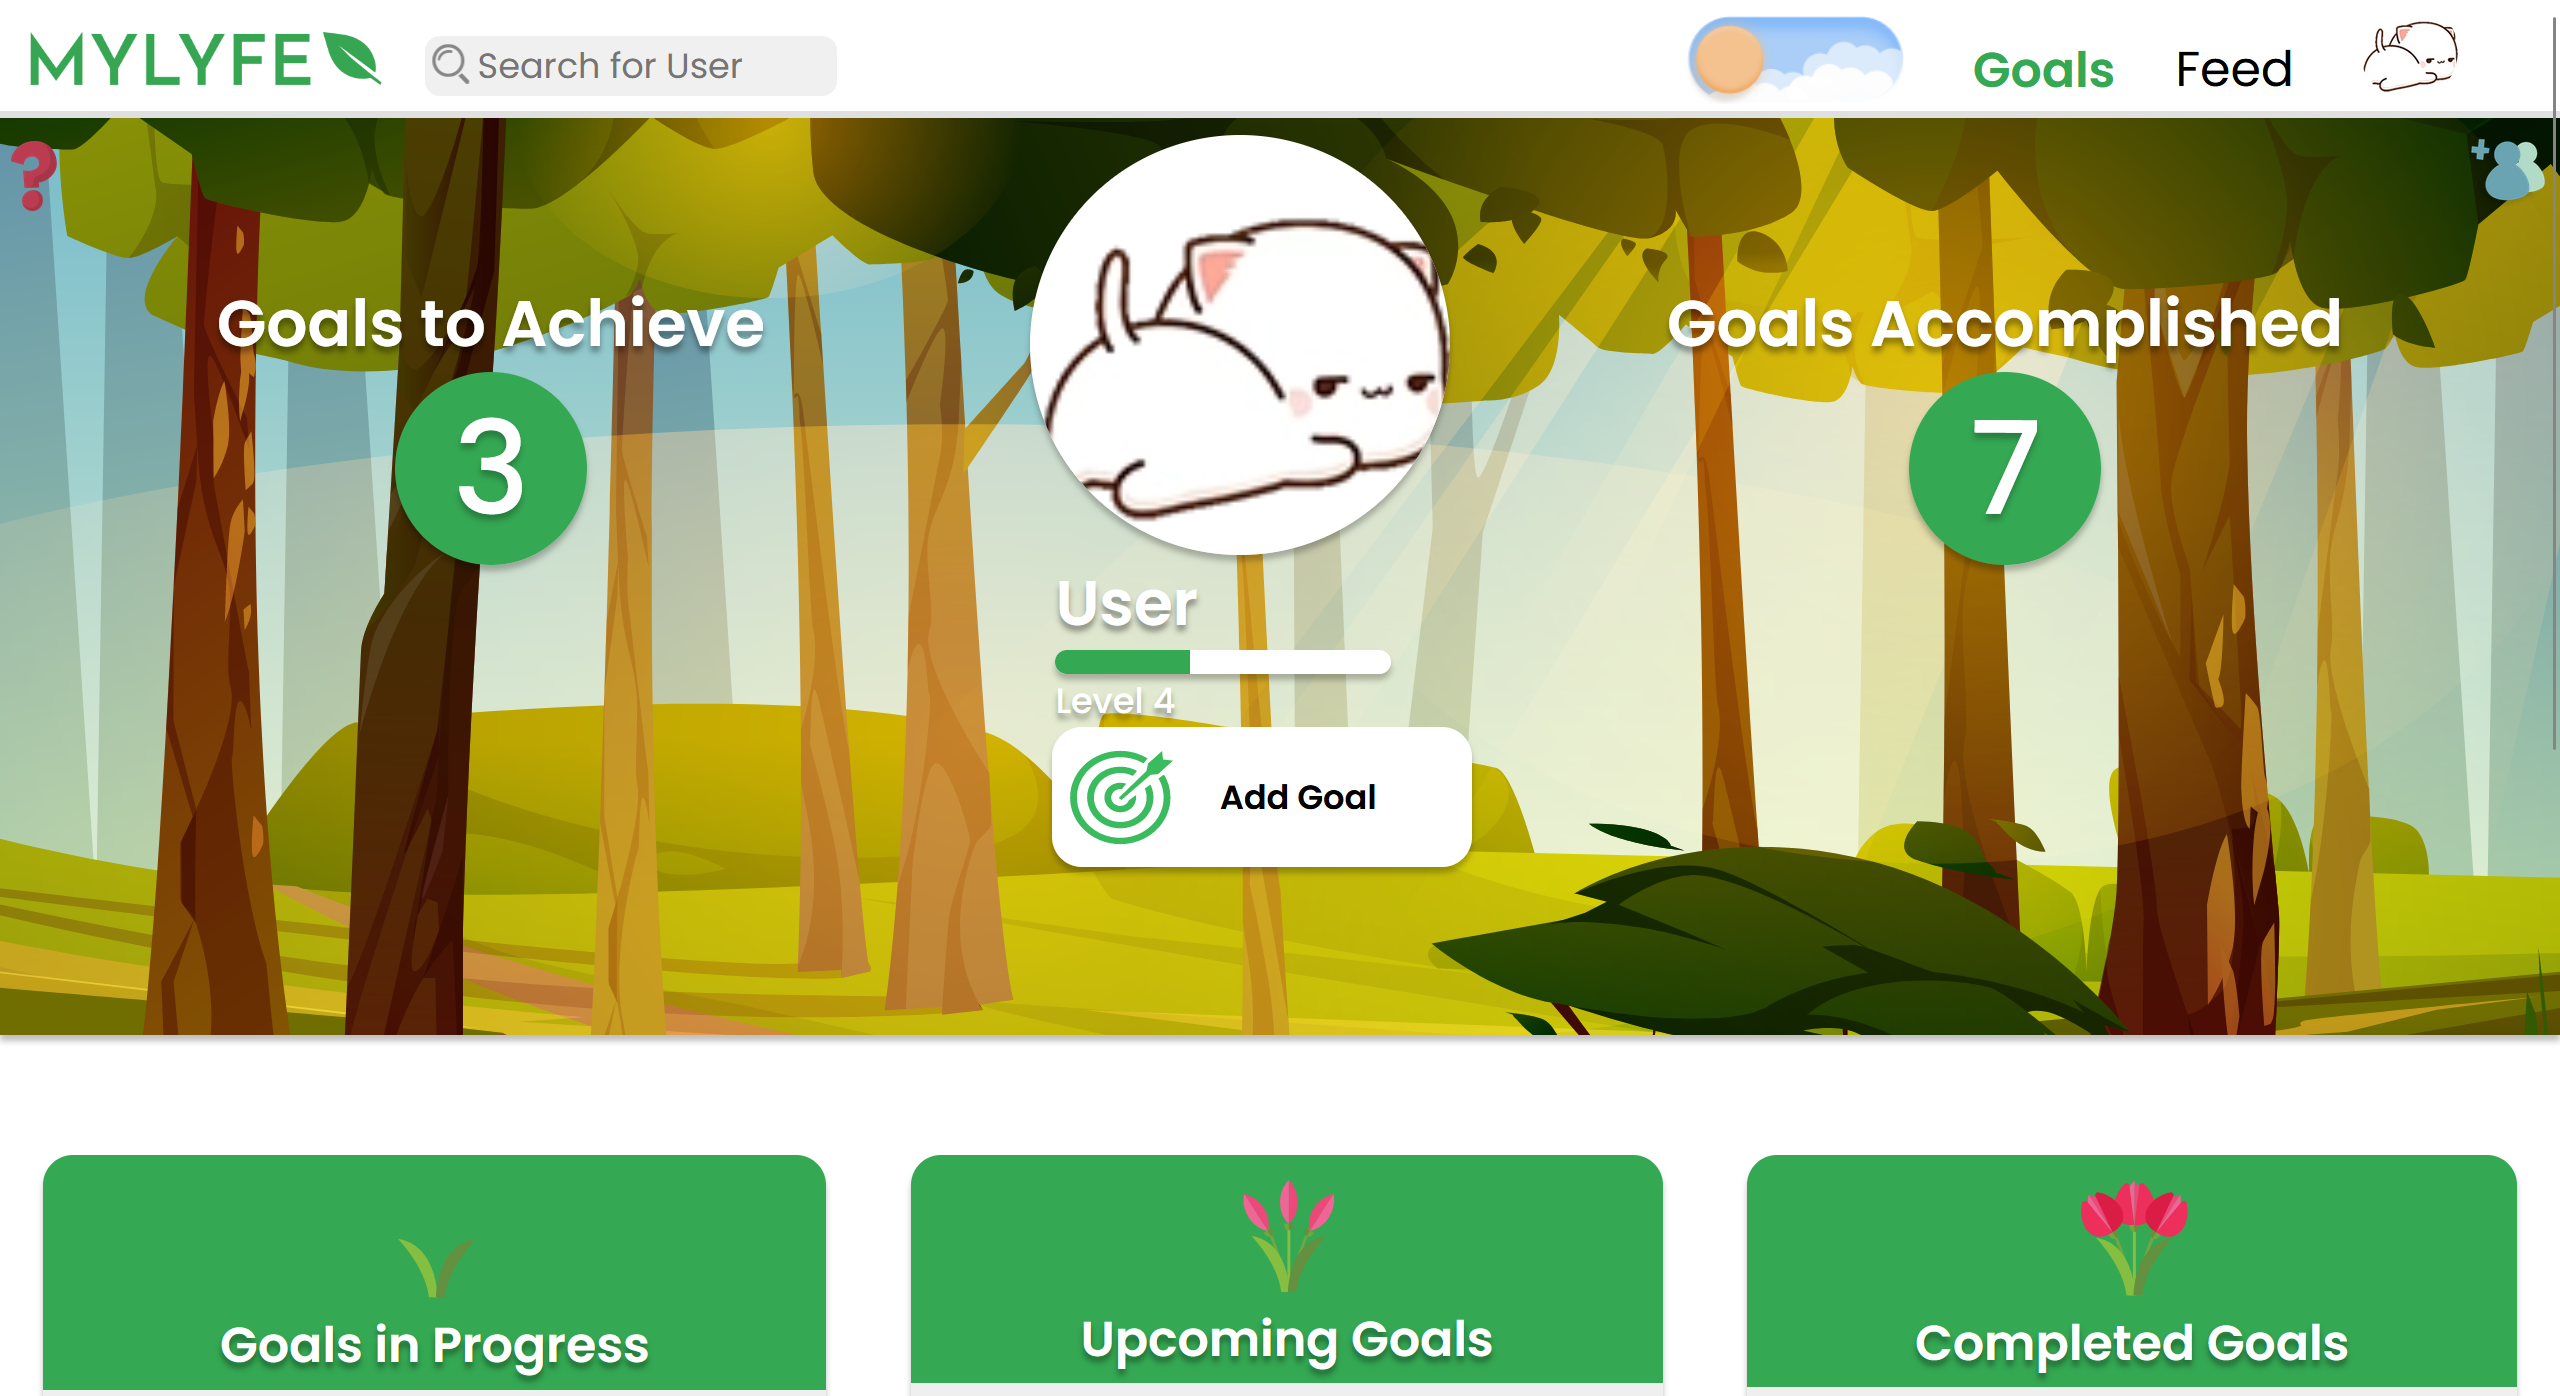 MYLYFE
Search for User
Goals
Feed
Goals to Achieve
3
Goals Accomplished
7
User
Level 4
Add Goal
Goals in Progress
Upcoming Goals
Completed Goals